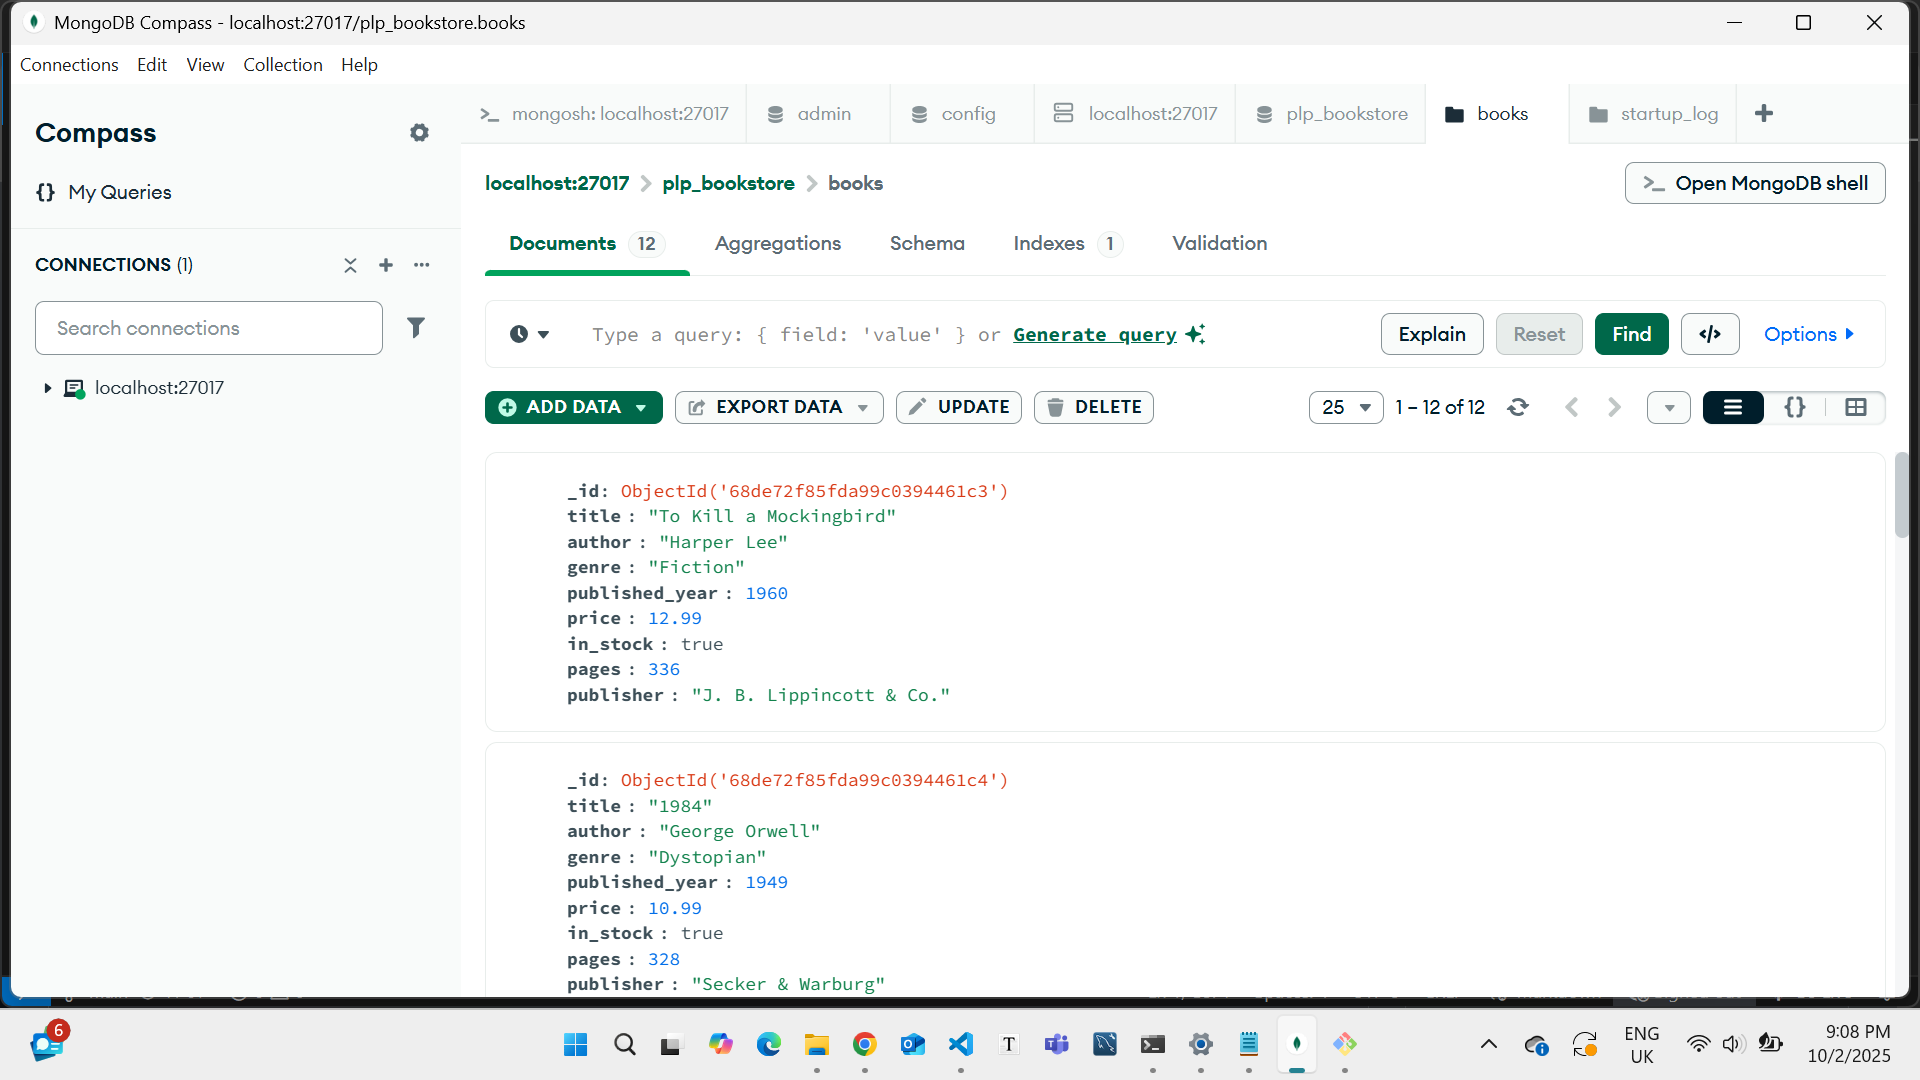 MongoDB Compass - localhost:27017/plp_bookstore.books
Connections Edit View Collection Help
Compass
{} My Queries
CONNECTIONS (1)
Search connections
localhost:27017
>_ mongosh: localhost:27017 admin config localhost:27017 plp_bookstore books startup_log +
localhost:27017 > plp_bookstore > books
>_ Open MongoDB shell
Documents 12 Aggregations Schema Indexes 1 Validation
Type a query: { field: 'value' } or Generate query
Explain Reset Find </> Options
ADD DATA EXPORT DATA UPDATE DELETE
25 1 – 12 of 12 {}
_id: ObjectId('68de72f85fda99c0394461c3')
title : "To Kill a Mockingbird"
author : "Harper Lee"
genre : "Fiction"
published_year : 1960
price : 12.99
in_stock : true
pages : 336
publisher : "J. B. Lippincott & Co."
_id: ObjectId('68de72f85fda99c0394461c4')
title : "1984"
author : "George Orwell"
genre : "Dystopian"
published_year : 1949
price : 10.99
in_stock : true
pages : 328
publisher : "Secker & Warburg"
6
T
ENG
UK
9:08 PM
10/2/2025